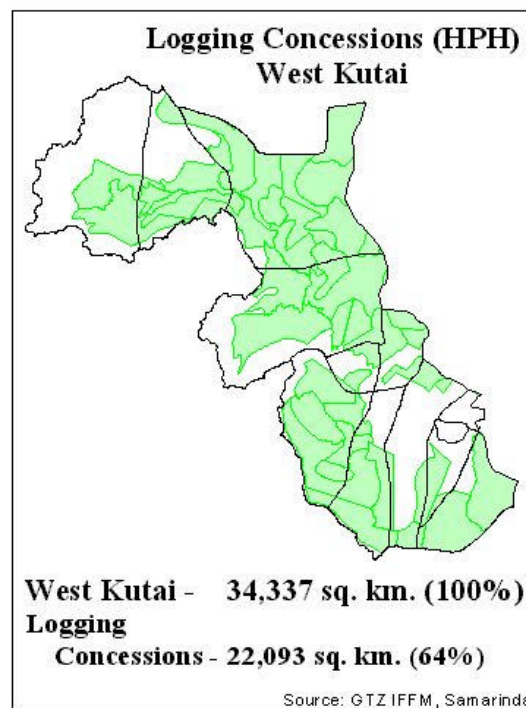 Logging Concessions (HPH)
West Kutai
West Kutai - 34,337 sq. km. (100%)
Logging
Concessions - 22,093 sq. km. (64%)
Source: GTZ IFFM, Samarinda